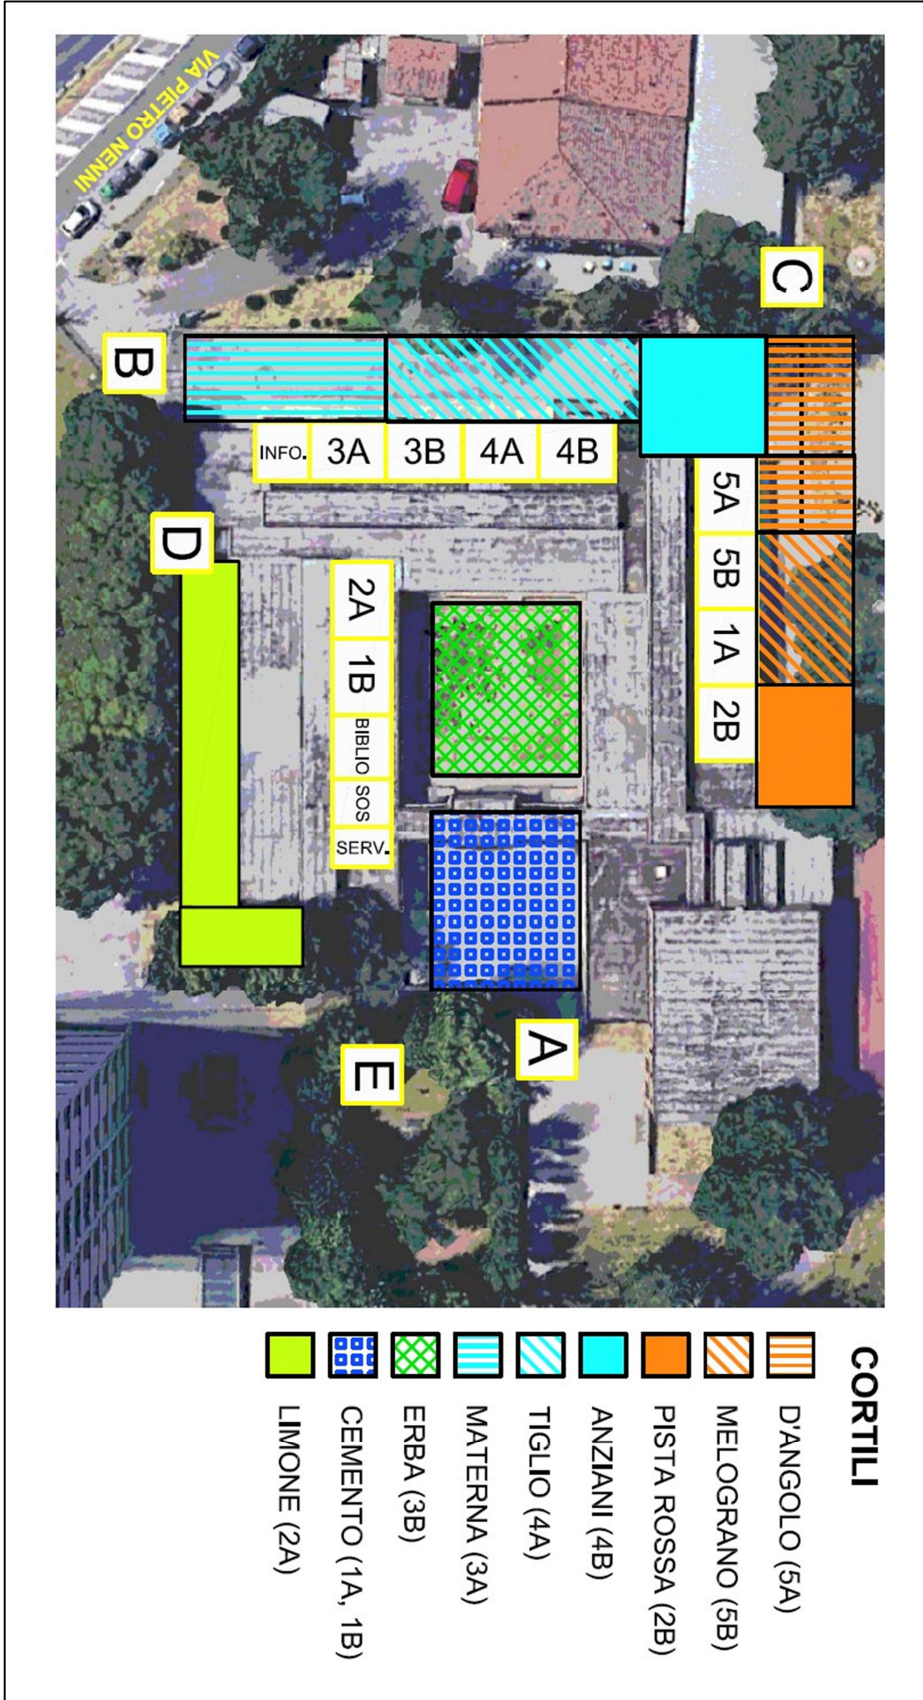 VIA PIETRO NENNI
C
B
INFO.
3A
3B
4A
4B
5A
5B
1A
2B
D
2A
1B
BIBLIO
SOS
SERV.
A
E
CORTILI
D'ANGOLO (5A)
MELOGRANO (5B)
PISTA ROSSA (2B)
ANZIANI (4B)
TIGLIO (4A)
MATERNA (3A)
ERBA (3B)
CEMENTO (1A, 1B)
LIMONE (2A)